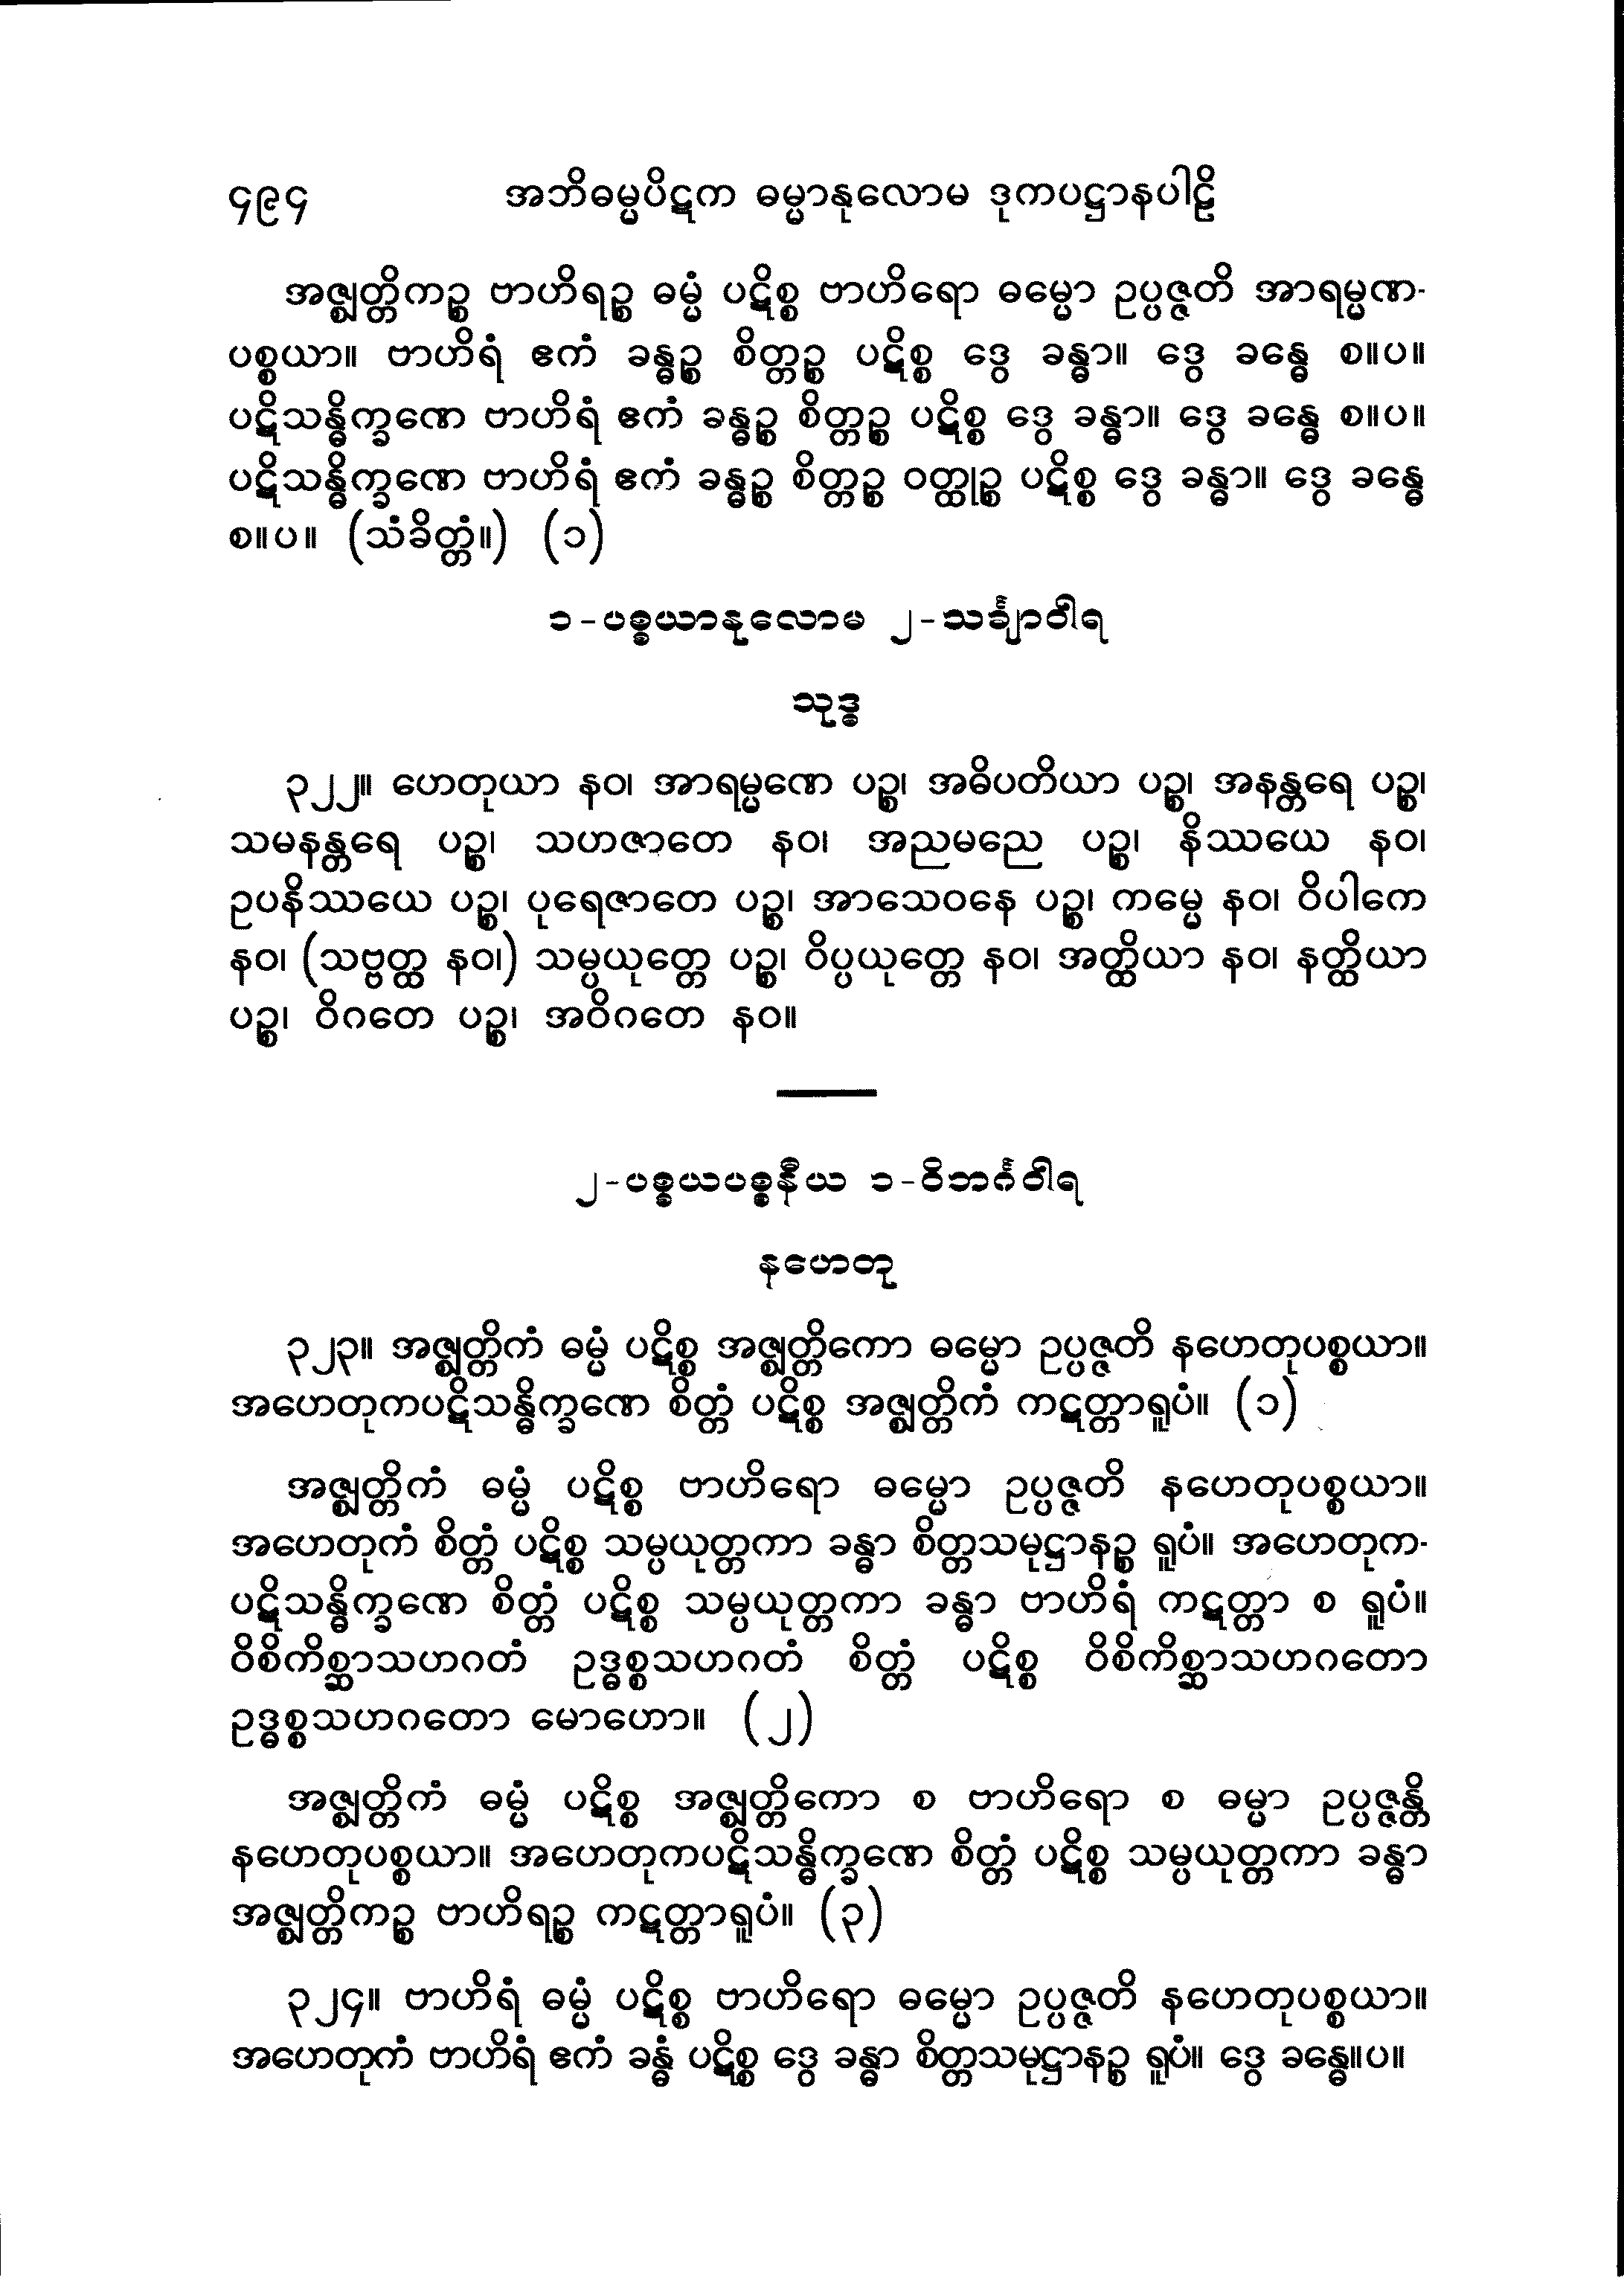 ၄၉၄ အဘိဓမ္မပိဋက ဓမ္မာနုလောမ ဒုကပဋ္ဌာနပါဠိ
အဇ္ဈတ္တိကဉ္စ ဗာဟိရဉ္စ ဓမ္မံ ပဋိစ္စ ဗာဟိရော ဓမ္မော ဥပ္ပဇ္ဇတိ အာရမ္မဏ-
ပစ္စယာ။ ဗာဟိရံ ဧကံ ခန္ဓဉ္စ စိတ္တဉ္စ ပဋိစ္စ ဒွေ ခန္ဓာ။ ဒွေ ခန္ဓေ စ။ပ။
ပဋိသန္ဓိက္ခဏေ ဗာဟိရံ ဧကံ ခန္ဓဉ္စ စိတ္တဉ္စ ပဋိစ္စ ဒွေ ခန္ဓာ။ ဒွေ ခန္ဓေ စ။ပ။
ပဋိသန္ဓိက္ခဏေ ဗာဟိရံ ဧကံ ခန္ဓဉ္စ စိတ္တဉ္စ ဝတ္ထုဉ္စ ပဋိစ္စ ဒွေ ခန္ဓာ။ ဒွေ ခန္ဓေ
စ။ပ။ (သံခိတ္တံ။) (၁)
၁-ပစ္စယာနုလောမ ၂-သင်္ချာဝါရ
သုဒ္ဓ
၃၂၂။ ဟေတုယာ နဝ၊ အာရမ္မဏေ ပဉ္စ၊ အဓိပတိယာ ပဉ္စ၊ အနန္တရေ ပဉ္စ၊
သမနန္တရေ ပဉ္စ၊ သဟဇာတေ နဝ၊ အညမညေ ပဉ္စ၊ နိဿယေ နဝ၊
ဥပနိဿယေ ပဉ္စ၊ ပုရေဇာတေ ပဉ္စ၊ အာသေဝနေ ပဉ္စ၊ ကမ္မေ နဝ၊ ဝိပါကေ
နဝ၊ (သဗ္ဗတ္ထ နဝ၊) သမ္ပယုတ္တေ ပဉ္စ၊ ဝိပ္ပယုတ္တေ နဝ၊ အတ္ထိယာ နဝ၊ နတ္ထိယာ
ပဉ္စ၊ ဝိဂတေ ပဉ္စ၊ အဝိဂတေ နဝ။
၂-ပစ္စယပစ္စနီယ ၁-ဝိဘင်္ဂဝါရ
နဟေတု
၃၂၃။ အဇ္ဈတ္တိကံ ဓမ္မံ ပဋိစ္စ အဇ္ဈတ္တိကော ဓမ္မော ဥပ္ပဇ္ဇတိ နဟေတုပစ္စယာ။
အဟေတုကပဋိသန္ဓိက္ခဏေ စိတ္တံ ပဋိစ္စ အဇ္ဈတ္တိကံ ကဋတ္တာရူပံ။ (၁)
အဇ္ဈတ္တိကံ ဓမ္မံ ပဋိစ္စ ဗာဟိရော ဓမ္မော ဥပ္ပဇ္ဇတိ နဟေတုပစ္စယာ။
အဟေတုကံ စိတ္တံ ပဋိစ္စ သမ္ပယုတ္တကာ ခန္ဓာ စိတ္တသမုဋ္ဌာနဉ္စ ရူပံ။ အဟေတုက-
ပဋိသန္ဓိက္ခဏေ စိတ္တံ ပဋိစ္စ သမ္ပယုတ္တကာ ခန္ဓာ ဗာဟိရံ ကဋတ္တာ စ ရူပံ။
ဝိစိကိစ္ဆာသဟဂတံ ဥဒ္ဓစ္စသဟဂတံ စိတ္တံ ပဋိစ္စ ဝိစိကိစ္ဆာသဟဂတော
ဥဒ္ဓစ္စသဟဂတော မောဟော။ (၂)
အဇ္ဈတ္တိကံ ဓမ္မံ ပဋိစ္စ အဇ္ဈတ္တိကော စ ဗာဟိရော စ ဓမ္မာ ဥပ္ပဇ္ဇန္တိ
နဟေတုပစ္စယာ။ အဟေတုကပဋိသန္ဓိက္ခဏေ စိတ္တံ ပဋိစ္စ သမ္ပယုတ္တကာ ခန္ဓာ
အဇ္ဈတ္တိကဉ္စ ဗာဟိရဉ္စ ကဋတ္တာရူပံ။ (၃)
၃၂၄။ ဗာဟိရံ ဓမ္မံ ပဋိစ္စ ဗာဟိရော ဓမ္မော ဥပ္ပဇ္ဇတိ နဟေတုပစ္စယာ။
အဟေတုကံ ဗာဟိရံ ဧကံ ခန္ဓံ ပဋိစ္စ ဒွေ ခန္ဓာ စိတ္တသမုဋ္ဌာနဉ္စ ရူပံ။ ဒွေ ခန္ဓေ။ပ။